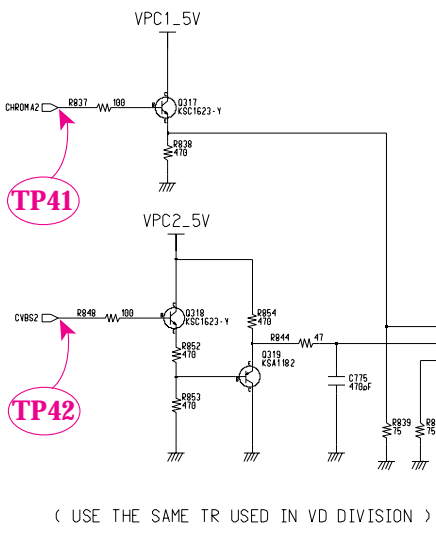 VPC1_5V
CHROMA2
R837
100
C
B
Q317
KSC1623-Y
E
R838
470
TP41
VPC2_5V
CVBS2
R848
100
C
B
Q318
KSC1623-Y
E
R854
470
R852
470
R844
47
Q319
KSA1182
TP42
R853
470
C775
470pF
R839
75
R8
75
( USE THE SAME TR USED IN VD DIVISION )